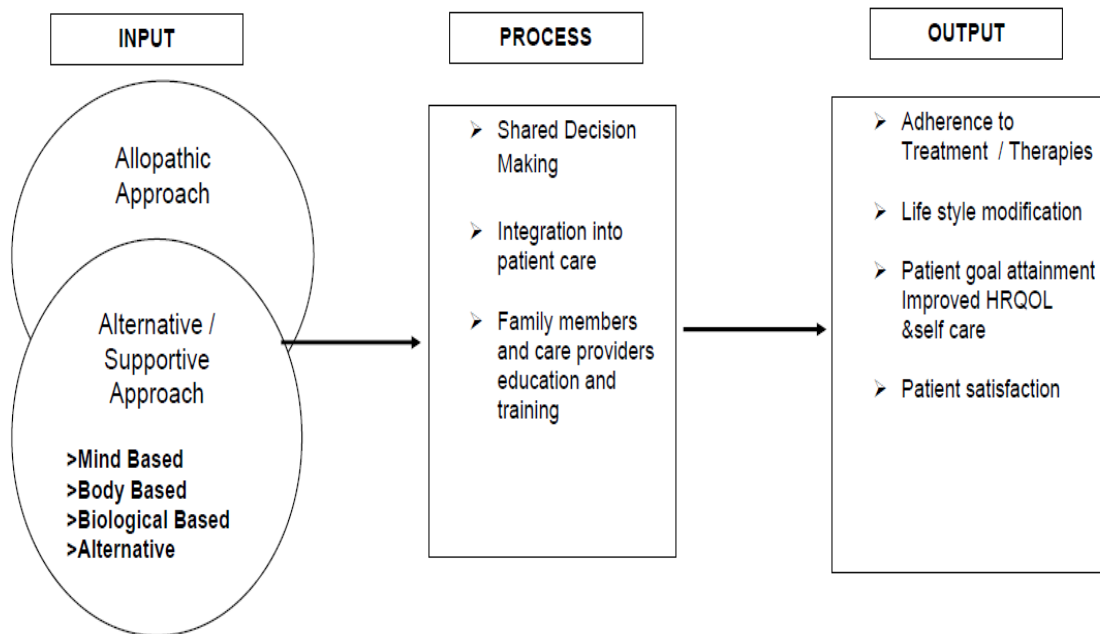 INPUT
Allopathic
Approach
Alternative /
Supportive
Approach
>Mind Based
>Body Based
>Biological Based
>Alternative
PROCESS
➢ Shared Decision
Making
➢ Integration into
patient care
➢ Family members
and care providers
education and
training
OUTPUT
➢ Adherence to
Treatment / Therapies
➢ Life style modification
➢ Patient goal attainment
Improved HRQOL
&self care
➢ Patient satisfaction